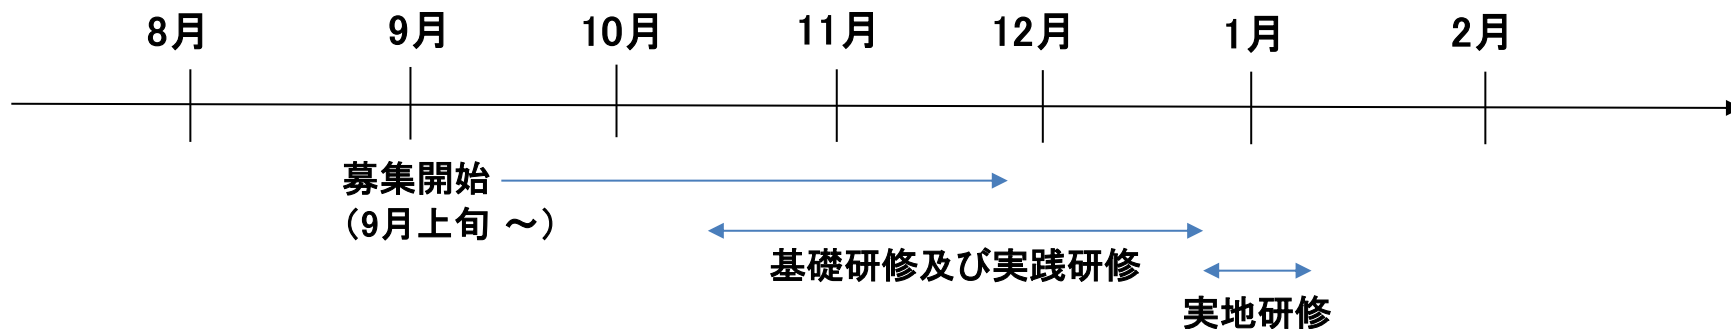 8月 9月 10月 11月 12月 1月 2月
募集開始
（9月上旬 ～）
基礎研修及び実践研修
実地研修